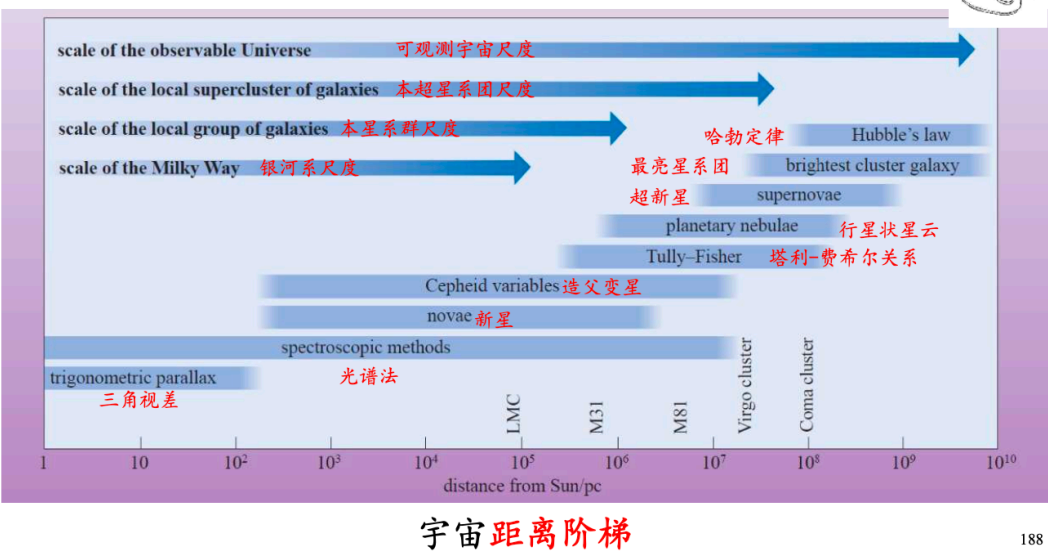 scale of the observable Universe 可观测宇宙尺度
scale of the local supercluster of galaxies 本超星系团尺度
scale of the local group of galaxies 本星系群尺度
哈勃定律 Hubble's law
scale of the Milky Way 银河系尺度
最亮星系团 brightest cluster galaxy
超新星 supernovae
planetary nebulae 行星状星云
Tully–Fisher 塔利-费希尔关系
Cepheid variables 造父变星
novae 新星
spectroscopic methods
光谱法
trigonometric parallax
三角视差
LMC
M31
M81
Virgo cluster
Coma cluster
1 10 10² 10³ 10⁴ 10⁵ 10⁶ 10⁷ 10⁸ 10⁹ 10¹⁰
distance from Sun/pc
宇宙距离阶梯
188